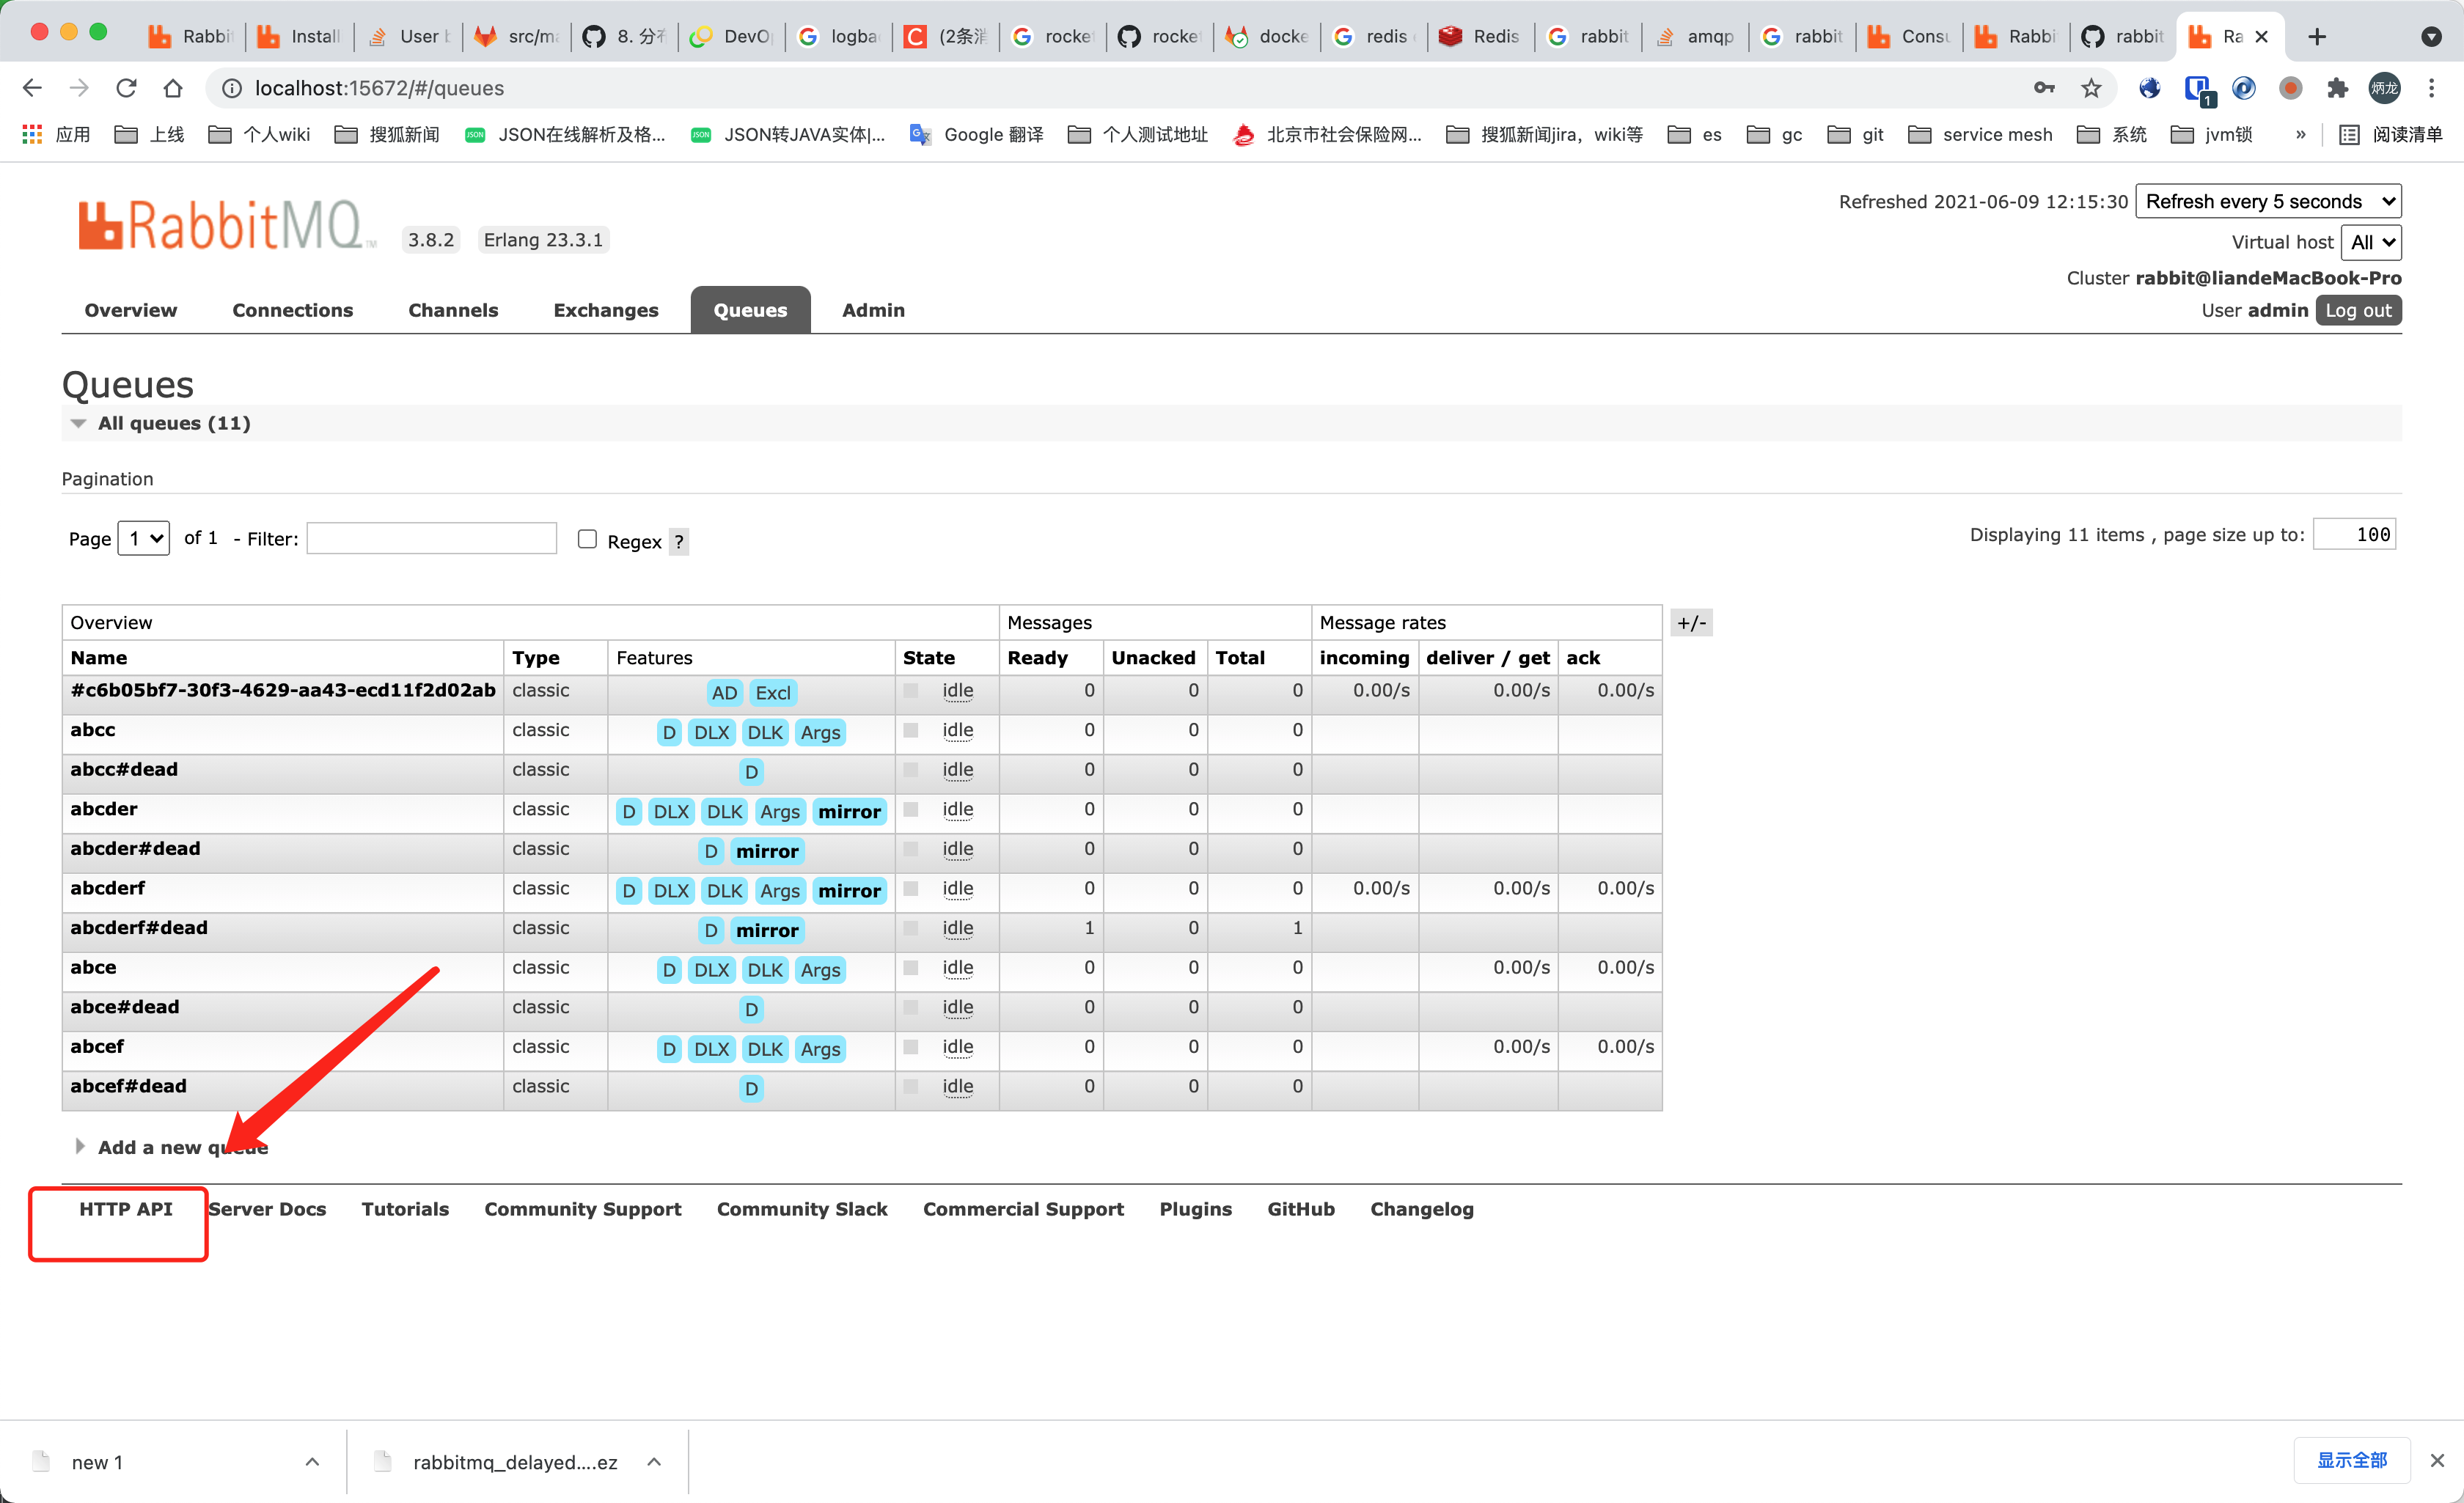 Rabbi Install User b src/ma 8. 分布 DevOp logba (2条消 rocke rocke docke redis Redis rabbit amqp rabbit Consu Rabbi rabbit Ra
localhost:15672/#/queues 1 炳龙
应用 上线 个人wiki 搜狐新闻 JSON JSON在线解析及格... JSON JSON转JAVA实体|... Google 翻译 个人测试地址 北京市社会保险网... 搜狐新闻jira，wiki等 es gc git service mesh 系统 jvm锁 » 阅读清单
RabbitMQ TM 3.8.2 Erlang 23.3.1
Refreshed 2021-06-09 12:15:30 Refresh every 5 seconds
Virtual host All
Cluster rabbit@liandeMacBook-Pro
User admin Log out
Overview Connections Channels Exchanges Queues Admin
Queues
All queues (11)
Pagination
Page 1 of 1 - Filter: Regex ? Displaying 11 items , page size up to: 100
Overview Messages Message rates +/-
Name Type Features State Ready Unacked Total incoming deliver / get ack
#c6b05bf7-30f3-4629-aa43-ecd11f2d02ab classic AD Excl idle 0 0 0 0.00/s 0.00/s 0.00/s
abcc classic D DLX DLK Args idle 0 0 0
abcc#dead classic D idle 0 0 0
abcder classic D DLX DLK Args mirror idle 0 0 0
abcder#dead classic D mirror idle 0 0 0
abcderf classic D DLX DLK Args mirror idle 0 0 0 0.00/s 0.00/s 0.00/s
abcderf#dead classic D mirror idle 1 0 1
abce classic D DLX DLK Args idle 0 0 0 0.00/s 0.00/s
abce#dead classic D idle 0 0 0
abcef classic D DLX DLK Args idle 0 0 0 0.00/s 0.00/s
abcef#dead classic D idle 0 0 0
Add a new queue
HTTP API Server Docs Tutorials Community Support Community Slack Commercial Support Plugins GitHub Changelog
new 1 rabbitmq_delayed....ez 显示全部